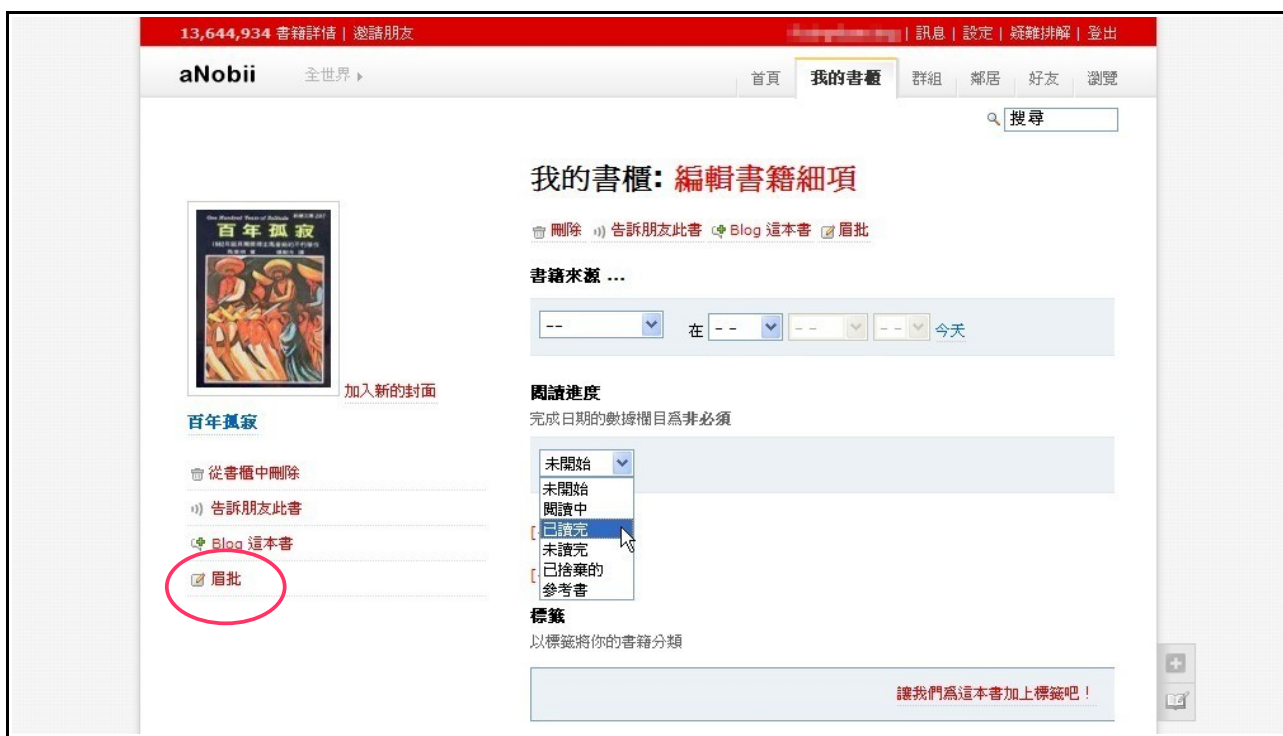 13,644,934 書籍詳情 | 邀請朋友
| 訊息 | 設定 | 疑難排解 | 登出
aNobii 全世界
首頁 我的書櫃 群組 鄰居 好友 瀏覽
搜尋
我的書櫃: 編輯書籍細項
刪除 告訴朋友此書 Blog 這本書 眉批
書籍來源 ...
-- 在 - - - - - - 今天
One Hundred Years of Solitude
百年孤寂
加入新的封面
百年孤寂
從書櫃中刪除
告訴朋友此書
Blog 這本書
眉批
閱讀進度
完成日期的數據欄目為非必須
未開始
未開始
閱讀中
已讀完
未讀完
已捨棄的
參考書
[
[
標籤
以標籤將你的書籍分類
讓我們為這本書加上標籤吧！